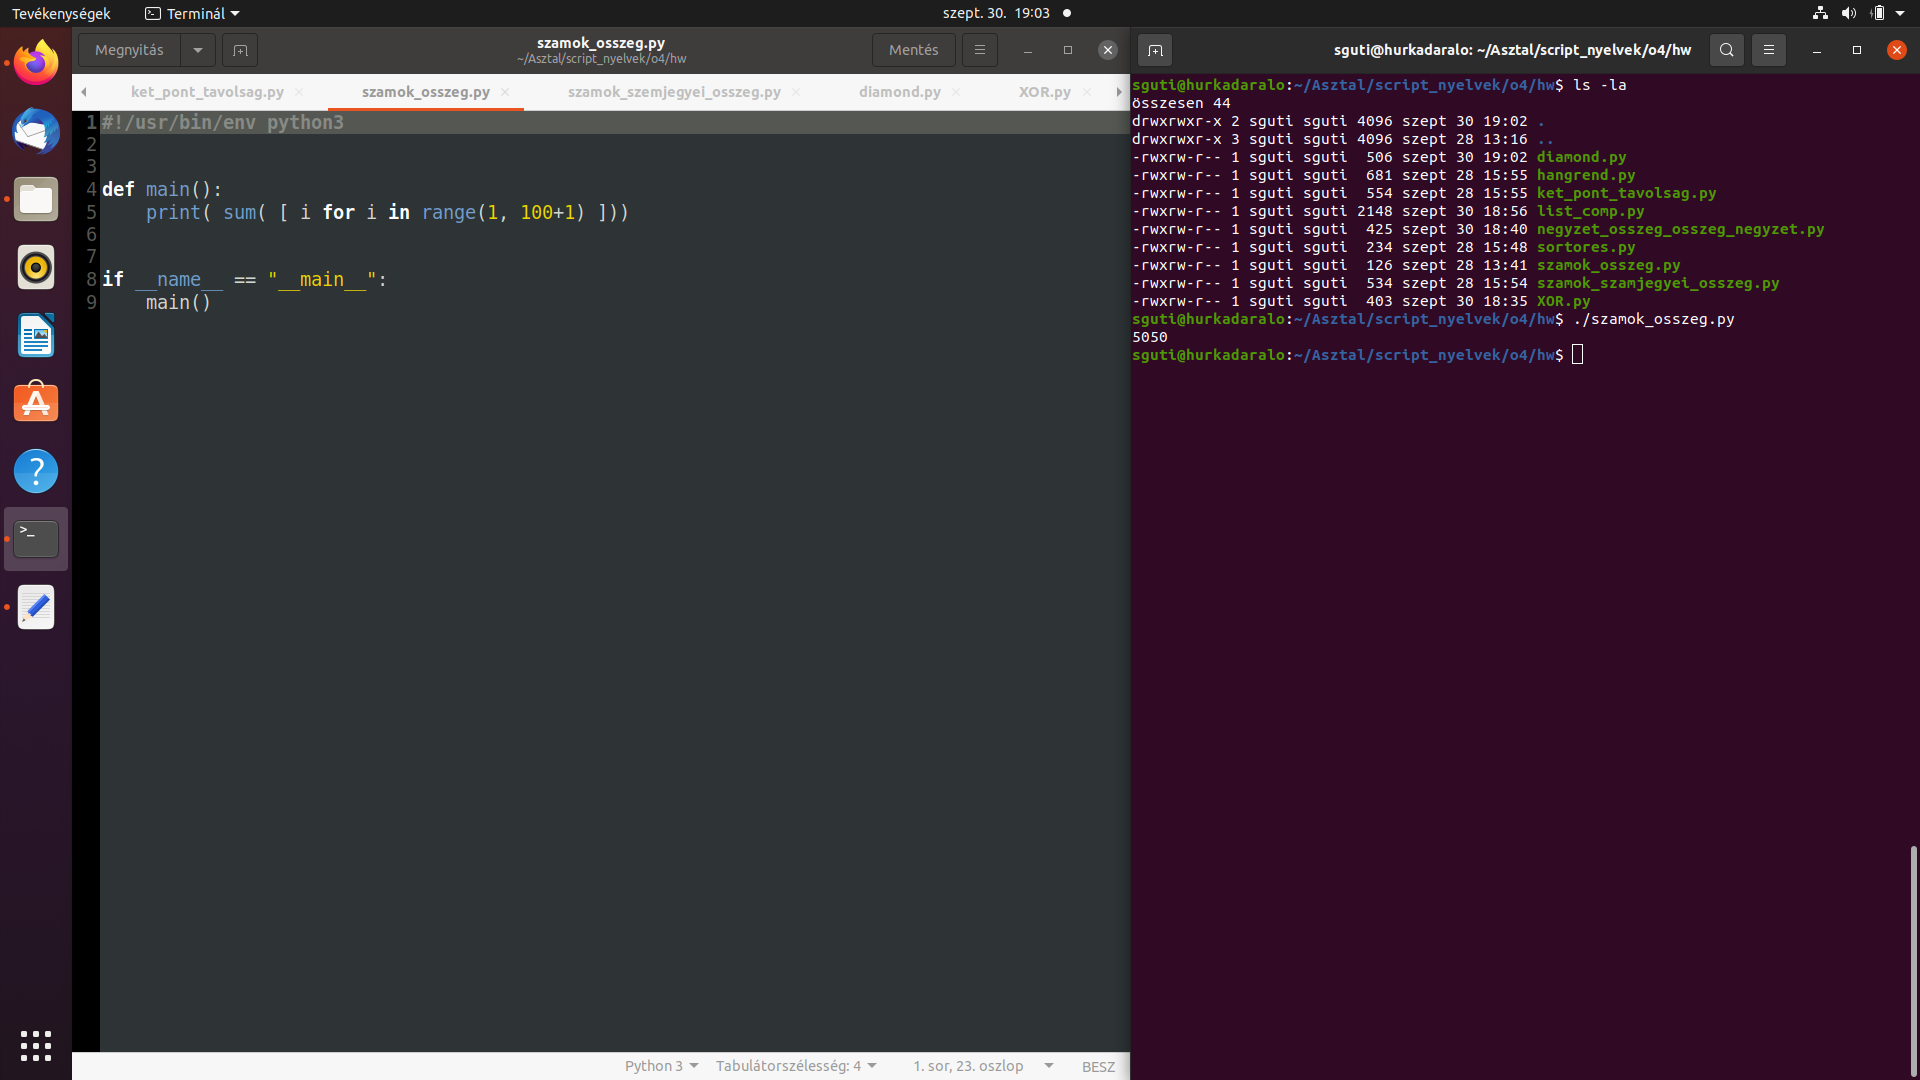 Tevékenységek
Terminál
szept. 30. 19:03
Megnyitás
szamok_osszeg.py
~/Asztal/script_nyelvek/o4/hw
Mentés
ket_pont_tavolsag.py
szamok_osszeg.py
szamok_szemjegyei_osszeg.py
diamond.py
XOR.py
1 #!/usr/bin/env python3
2
3
4 def main():
5     print( sum( [ i for i in range(1, 100+1) ]))
6
7
8 if __name__ == "__main__":
9     main()
Python 3
Tabulátorszélesség: 4
1. sor, 23. oszlop
BESZ
sguti@hurkadaralo: ~/Asztal/script_nyelvek/o4/hw
sguti@hurkadaralo:~/Asztal/script_nyelvek/o4/hw$ ls -la
összesen 44
drwxrwxr-x 2 sguti sguti 4096 szept 30 19:02 .
drwxrwxr-x 3 sguti sguti 4096 szept 28 13:16 ..
-rwxrw-r-- 1 sguti sguti  506 szept 30 19:02 diamond.py
-rwxrw-r-- 1 sguti sguti  681 szept 28 15:55 hangrend.py
-rwxrw-r-- 1 sguti sguti  554 szept 28 15:55 ket_pont_tavolsag.py
-rwxrw-r-- 1 sguti sguti 2148 szept 30 18:56 list_comp.py
-rwxrw-r-- 1 sguti sguti  425 szept 30 18:40 negyzet_osszeg_osszeg_negyzet.py
-rwxrw-r-- 1 sguti sguti  234 szept 28 15:48 sortores.py
-rwxrw-r-- 1 sguti sguti  126 szept 28 13:41 szamok_osszeg.py
-rwxrw-r-- 1 sguti sguti  534 szept 28 15:54 szamok_szamjegyei_osszeg.py
-rwxrw-r-- 1 sguti sguti  403 szept 30 18:35 XOR.py
sguti@hurkadaralo:~/Asztal/script_nyelvek/o4/hw$ ./szamok_osszeg.py
5050
sguti@hurkadaralo:~/Asztal/script_nyelvek/o4/hw$